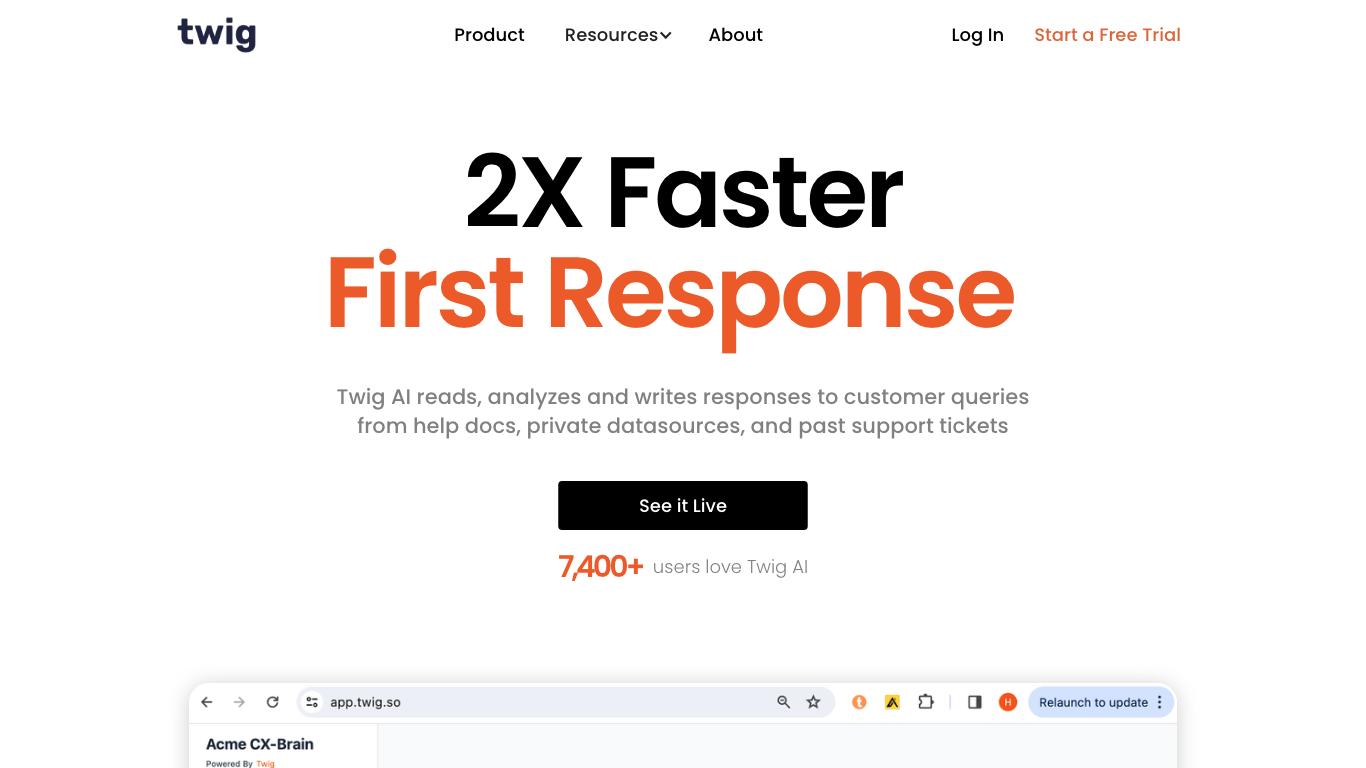 twig
Product Resources About Log In Start a Free Trial
2X Faster
First Response
Twig AI reads, analyzes and writes responses to customer queries
from help docs, private datasources, and past support tickets
See it Live
7,400+ users love Twig AI
app.twig.so t H Relaunch to update
Acme CX-Brain
Powered By Twig